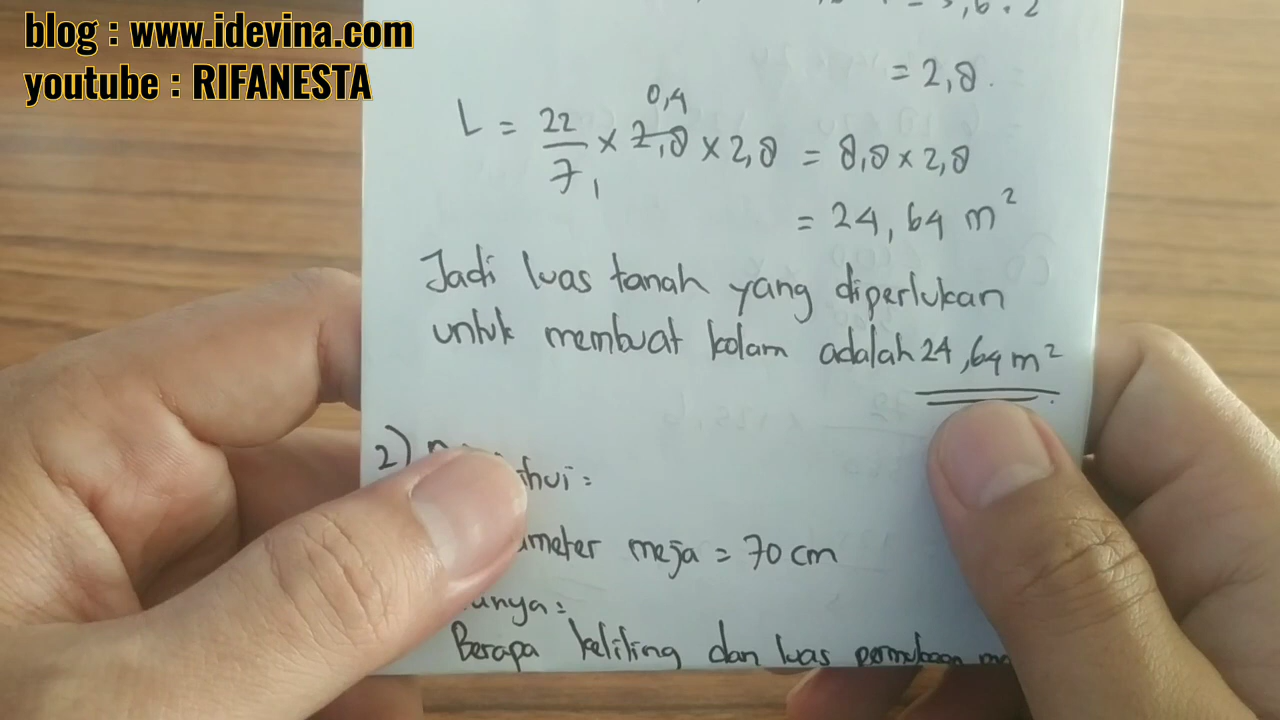 blog : www.idevina.com
youtube : RIFANESTA
= 2,8.
0,4
L = 22/7 × 2,8 × 2,8 = 8,8 × 2,8
1
= 24,64 m²
Jadi luas tanah yang diperlukan
untuk membuat kolam adalah 24,64 m²
2)
meja = 70 cm
Berapa keliling dan luas permukaan